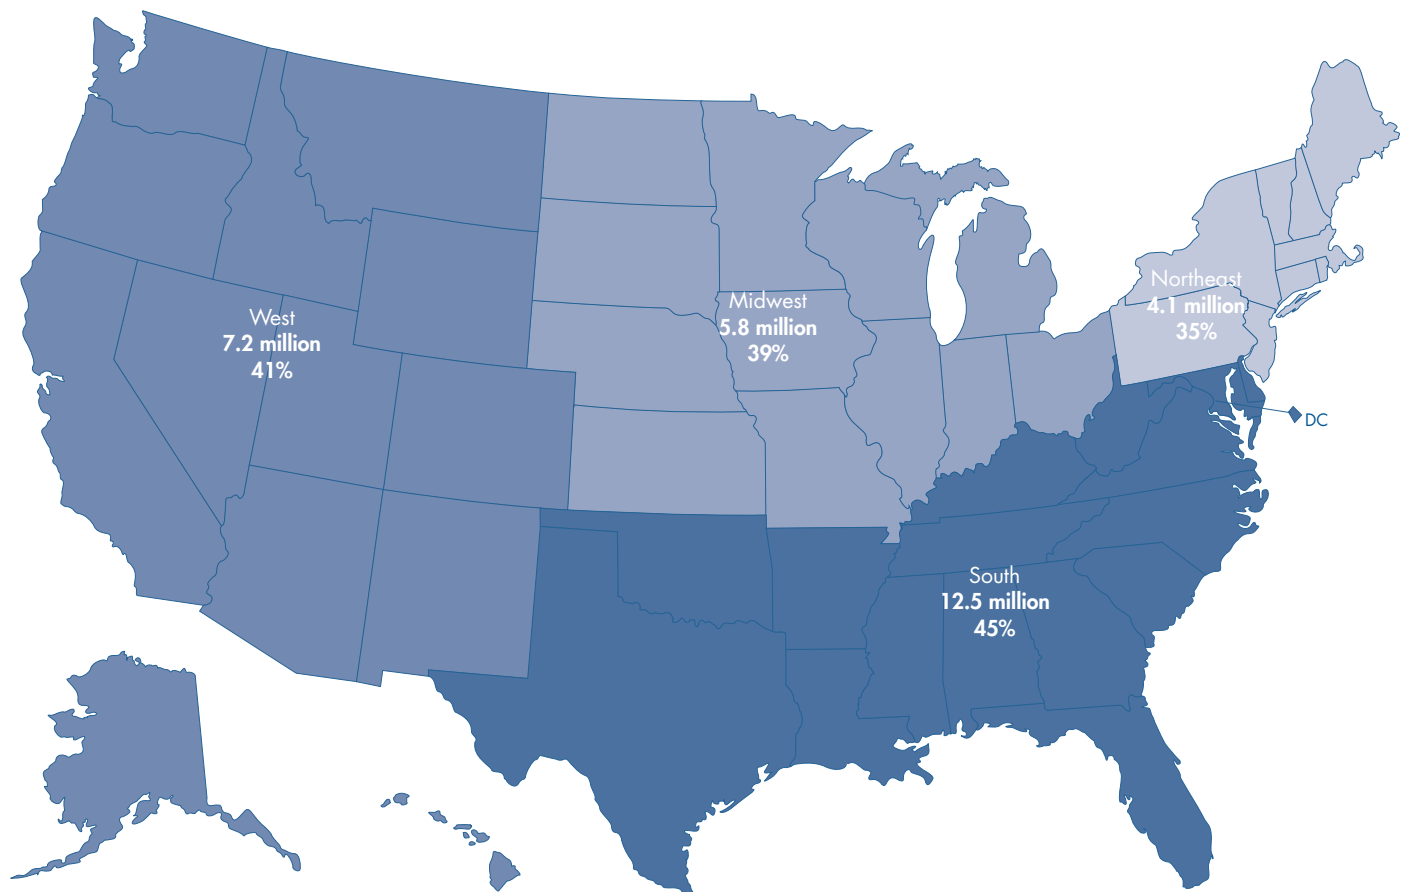 West
7.2 million
41%
Midwest
5.8 million
39%
Northeast
4.1 million
35%
DC
South
12.5 million
45%